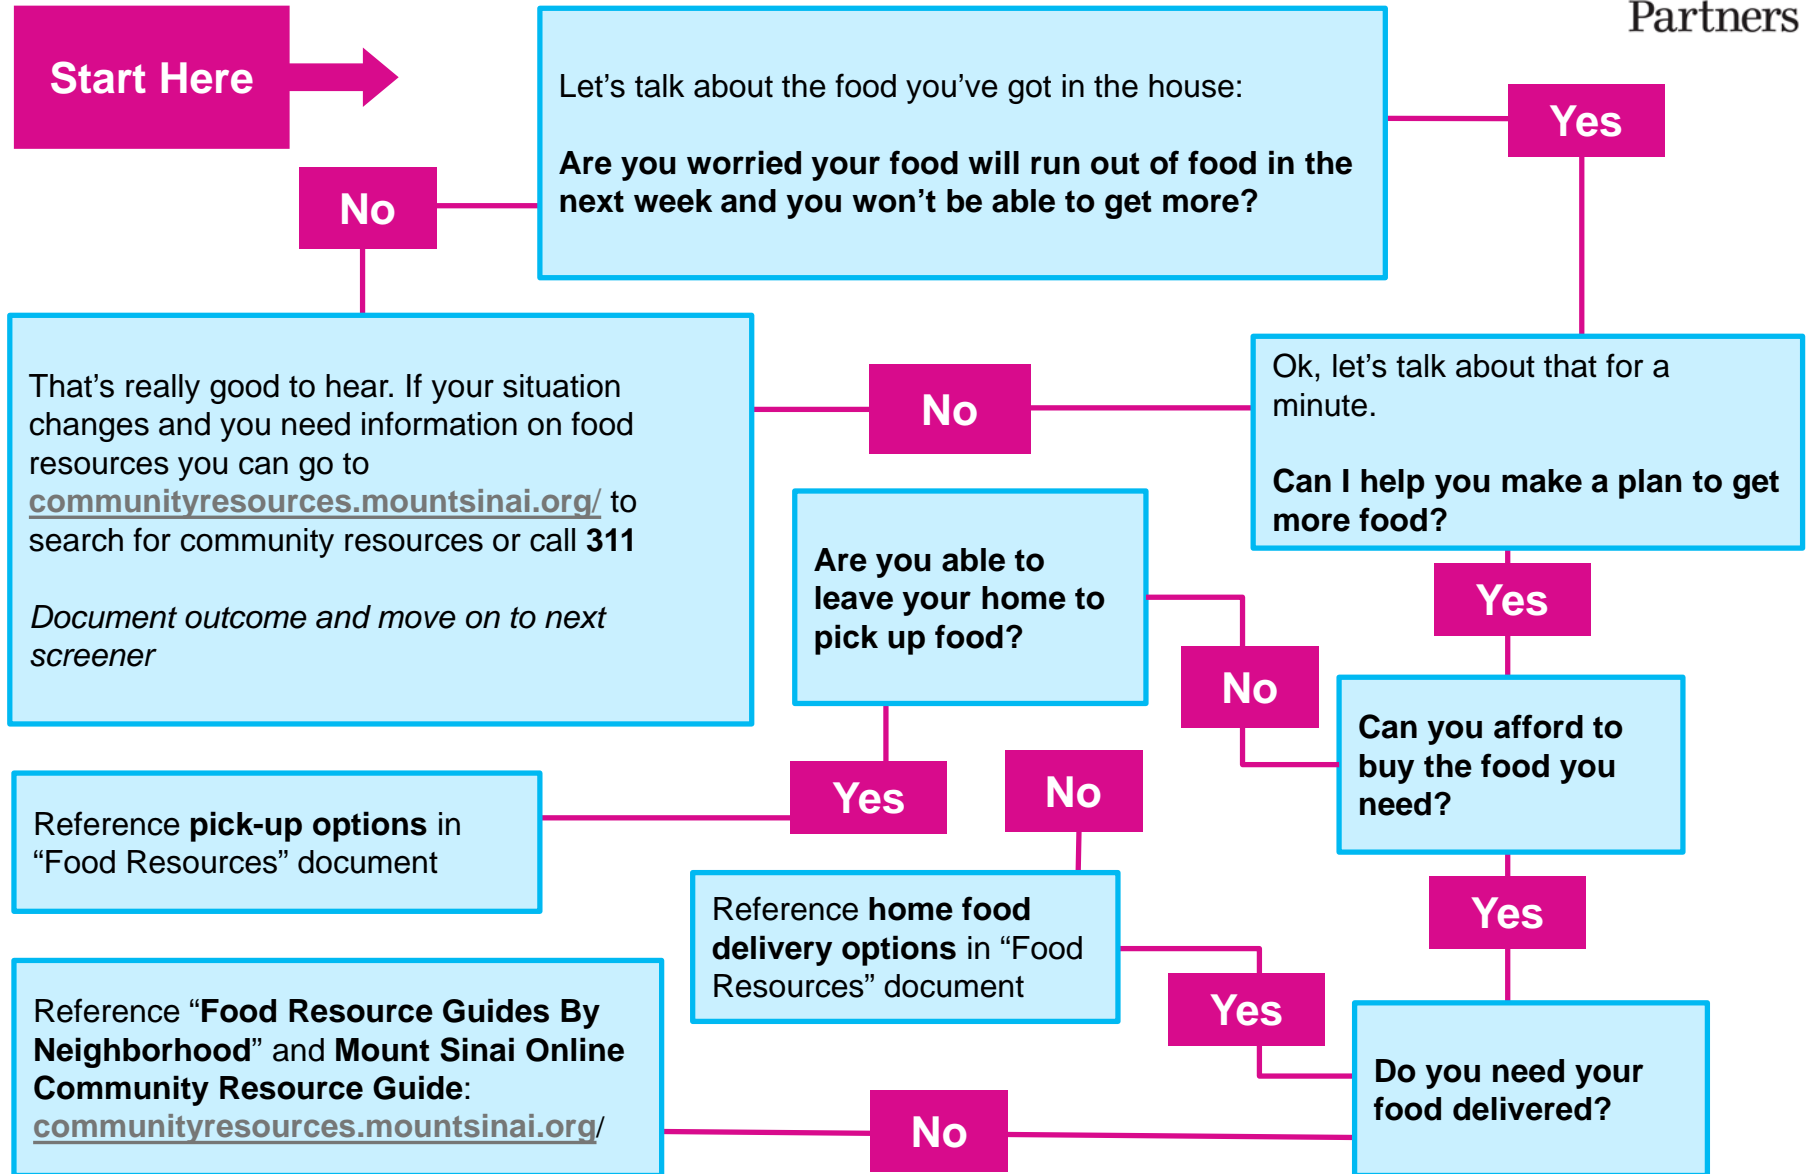 Partners
Start Here
Let’s talk about the food you’ve got in the house:
Are you worried your food will run out of food in the
next week and you won’t be able to get more?
Yes
No
That’s really good to hear. If your situation
changes and you need information on food
resources you can go to
communityresources.mountsinai.org/ to
search for community resources or call 311
Document outcome and move on to next
screener
No
Ok, let’s talk about that for a
minute.
Can I help you make a plan to get
more food?
Are you able to
leave your home to
pick up food?
Yes
No
Can you afford to
buy the food you
need?
Yes
No
Reference pick-up options in
“Food Resources” document
Reference home food
delivery options in “Food
Resources” document
Yes
Yes
Reference “Food Resource Guides By
Neighborhood” and Mount Sinai Online
Community Resource Guide:
communityresources.mountsinai.org/
No
Do you need your
food delivered?